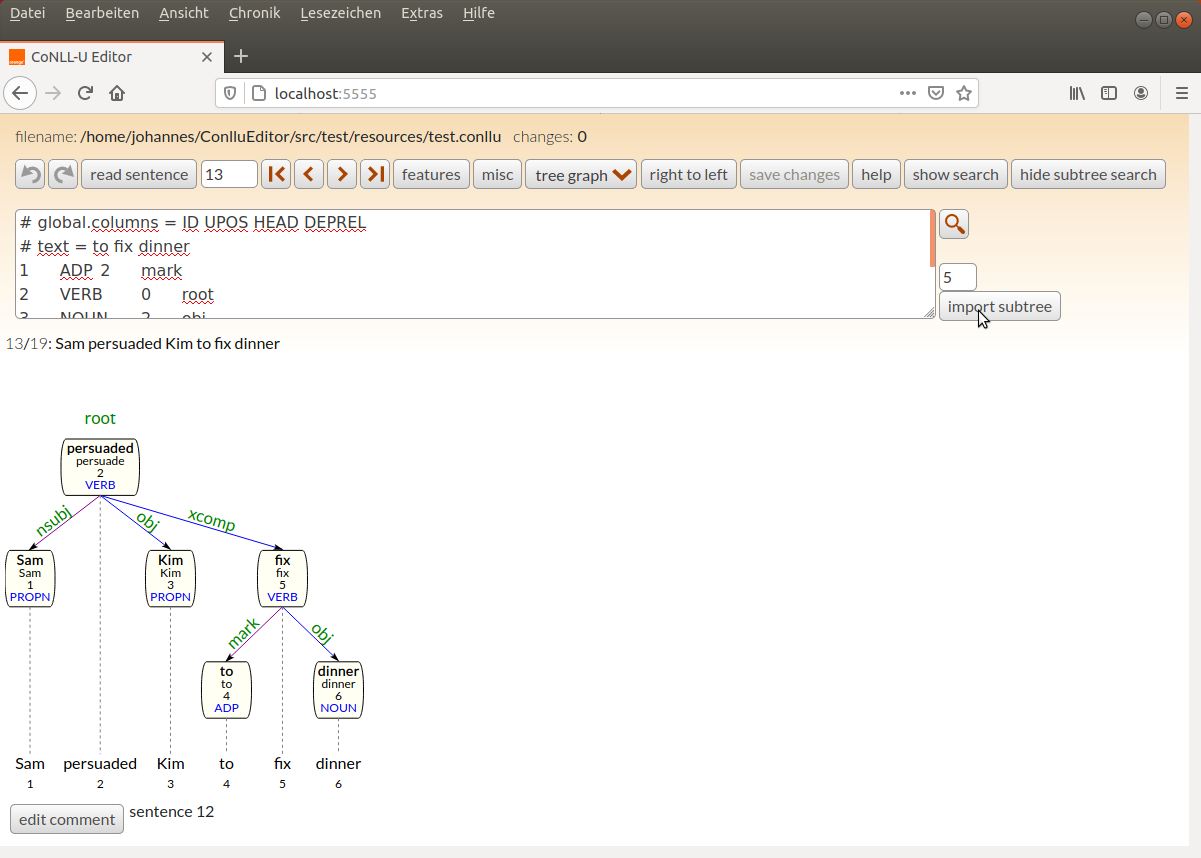 Datei Bearbeiten Ansicht Chronik Lesezeichen Extras Hilfe
CoNLL-U Editor
localhost:5555
filename: /home/johannes/ConlluEditor/src/test/resources/test.conllu changes: 0
read sentence 13 features misc tree graph right to left save changes help show search hide subtree search
# global.columns = ID UPOS HEAD DEPREL
# text = to fix dinner
1 ADP 2 mark
2 VERB 0 root
3 NOUN 2 obj
5
import subtree
13/19: Sam persuaded Kim to fix dinner
root
persuaded
persuade
2
VERB
nsubj obj xcomp
Sam Kim fix
Sam Kim fix
1 3 5
PROPN PROPN VERB
mark obj
to dinner
to dinner
4 6
ADP NOUN
Sam persuaded Kim to fix dinner
1 2 3 4 5 6
edit comment sentence 12